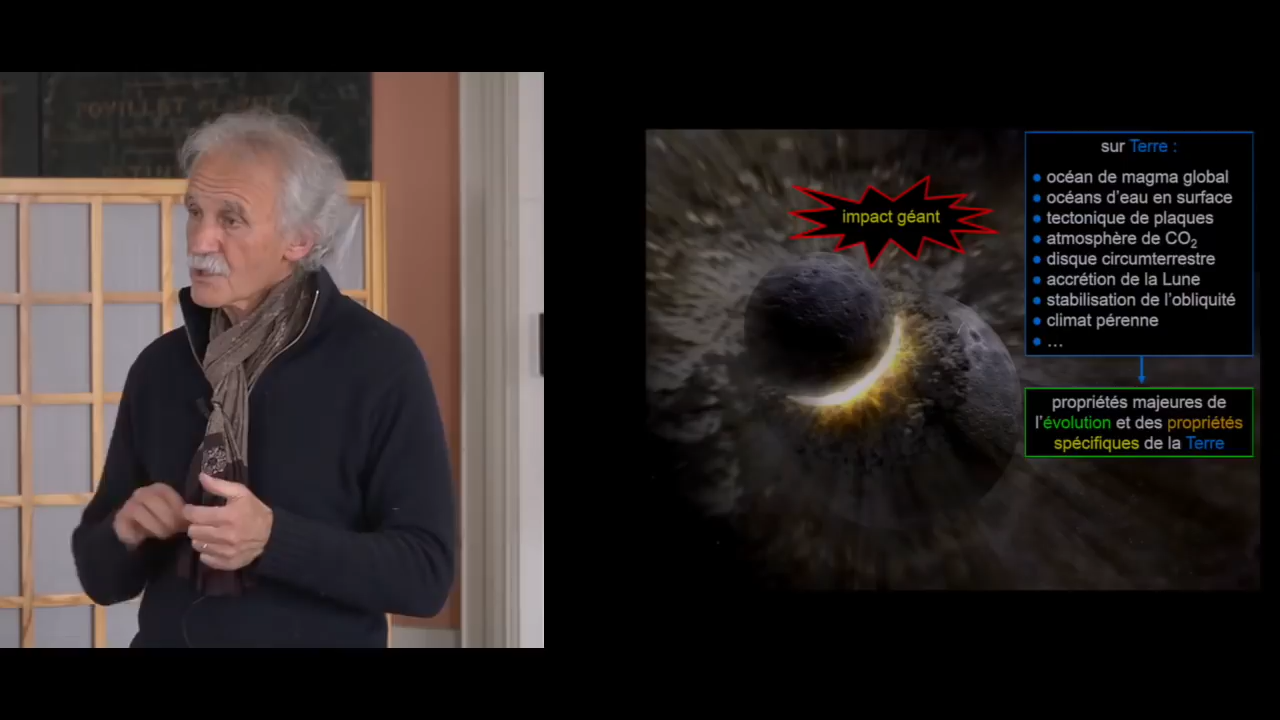 impact géant
sur Terre :
océan de magma global
océans d'eau en surface
tectonique de plaques
atmosphère de CO₂
disque circumterrestre
accrétion de la Lune
stabilisation de l'obliquité
climat pérenne
...
propriétés majeures de
l'évolution et des propriétés
spécifiques de la Terre